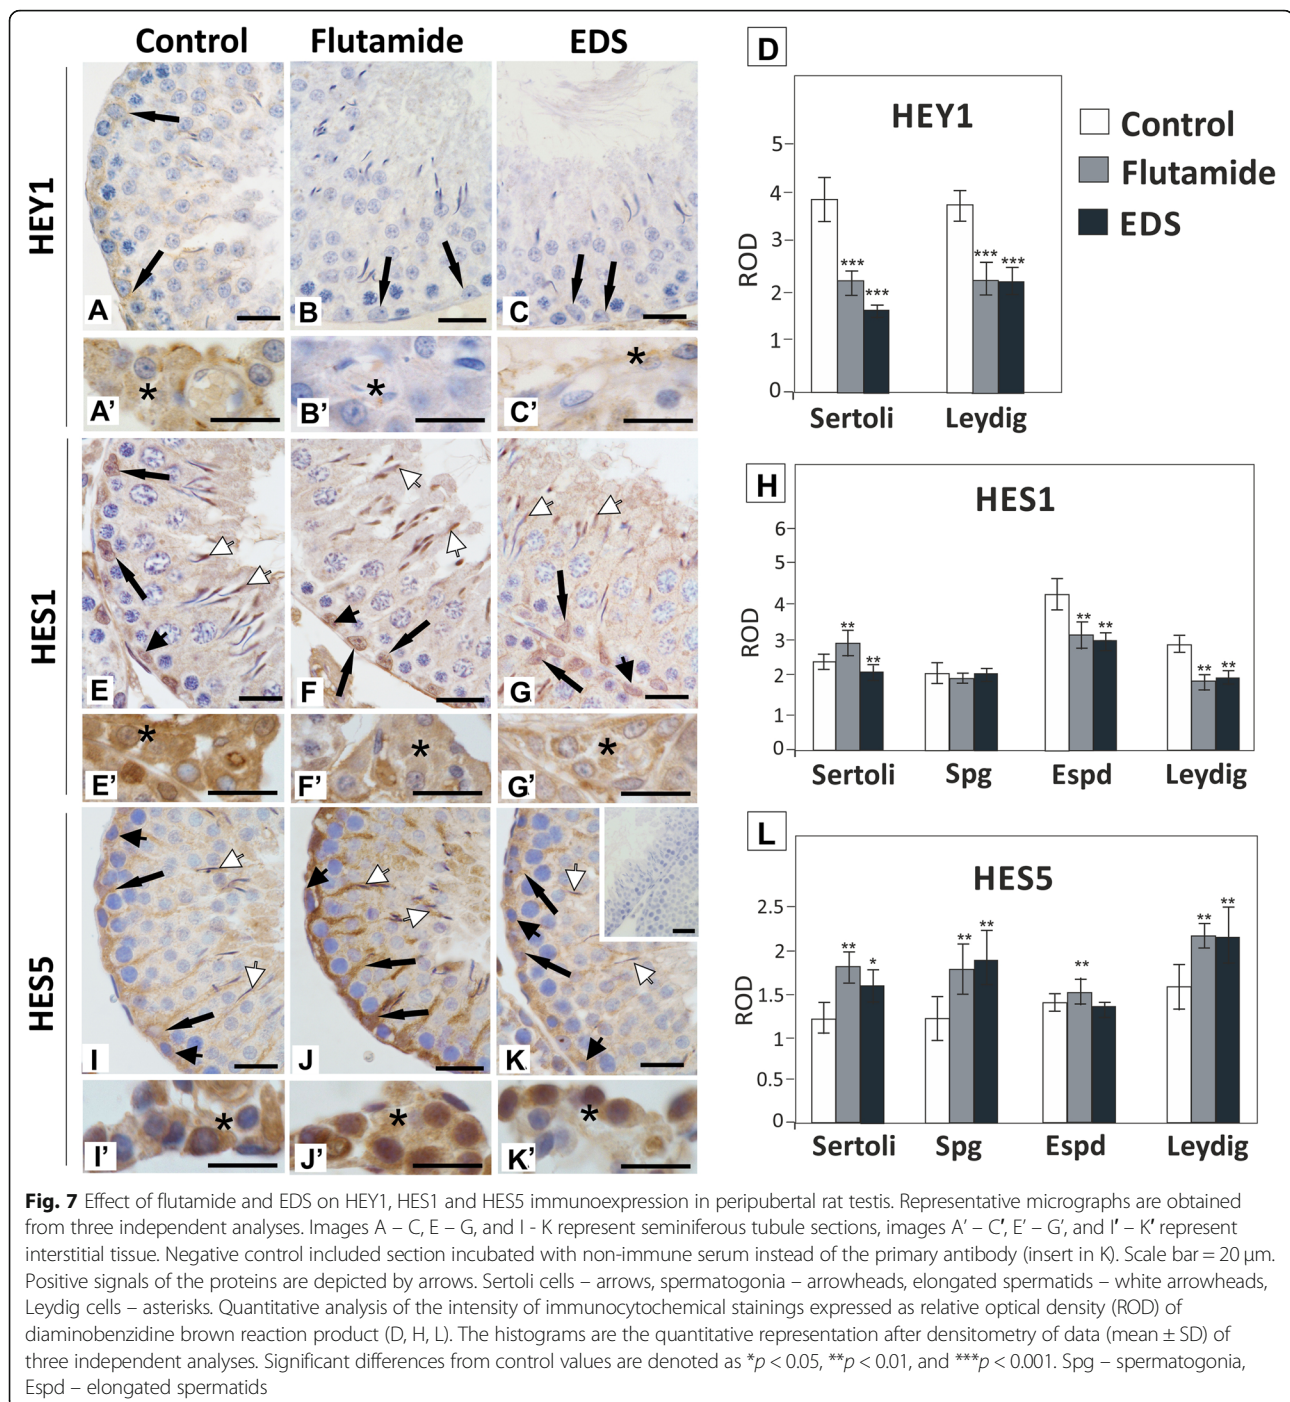 Control Flutamide EDS
HEY1
A
B
C
A’
B’
C’
*
*
*
HES1
E
F
G
E’
F’
G’
*
*
*
HES5
I
J
K
I’
J’
K’
*
*
*
D
HEY1
ROD
5
4
3
2
1
0
***
***
***
***
Sertoli Leydig
Control
Flutamide
EDS
H
HES1
ROD
6
5
4
3
2
1
0
**
**
**
**
**
**
Sertoli Spg Espd Leydig
L
HES5
ROD
2.5
2
1.5
1
0.5
0
**
*
**
**
**
**
**
Sertoli Spg Espd Leydig
Fig. 7 Effect of flutamide and EDS on HEY1, HES1 and HES5 immunoexpression in peripubertal rat testis. Representative micrographs are obtained
from three independent analyses. Images A – C, E – G, and I - K represent seminiferous tubule sections, images A’ – C′, E’ – G’, and I′ – K′ represent
interstitial tissue. Negative control included section incubated with non-immune serum instead of the primary antibody (insert in K). Scale bar = 20 μm.
Positive signals of the proteins are depicted by arrows. Sertoli cells – arrows, spermatogonia – arrowheads, elongated spermatids – white arrowheads,
Leydig cells – asterisks. Quantitative analysis of the intensity of immunocytochemical stainings expressed as relative optical density (ROD) of
diaminobenzidine brown reaction product (D, H, L). The histograms are the quantitative representation after densitometry of data (mean ± SD) of
three independent analyses. Significant differences from control values are denoted as *p < 0.05, **p < 0.01, and ***p < 0.001. Spg – spermatogonia,
Espd – elongated spermatids